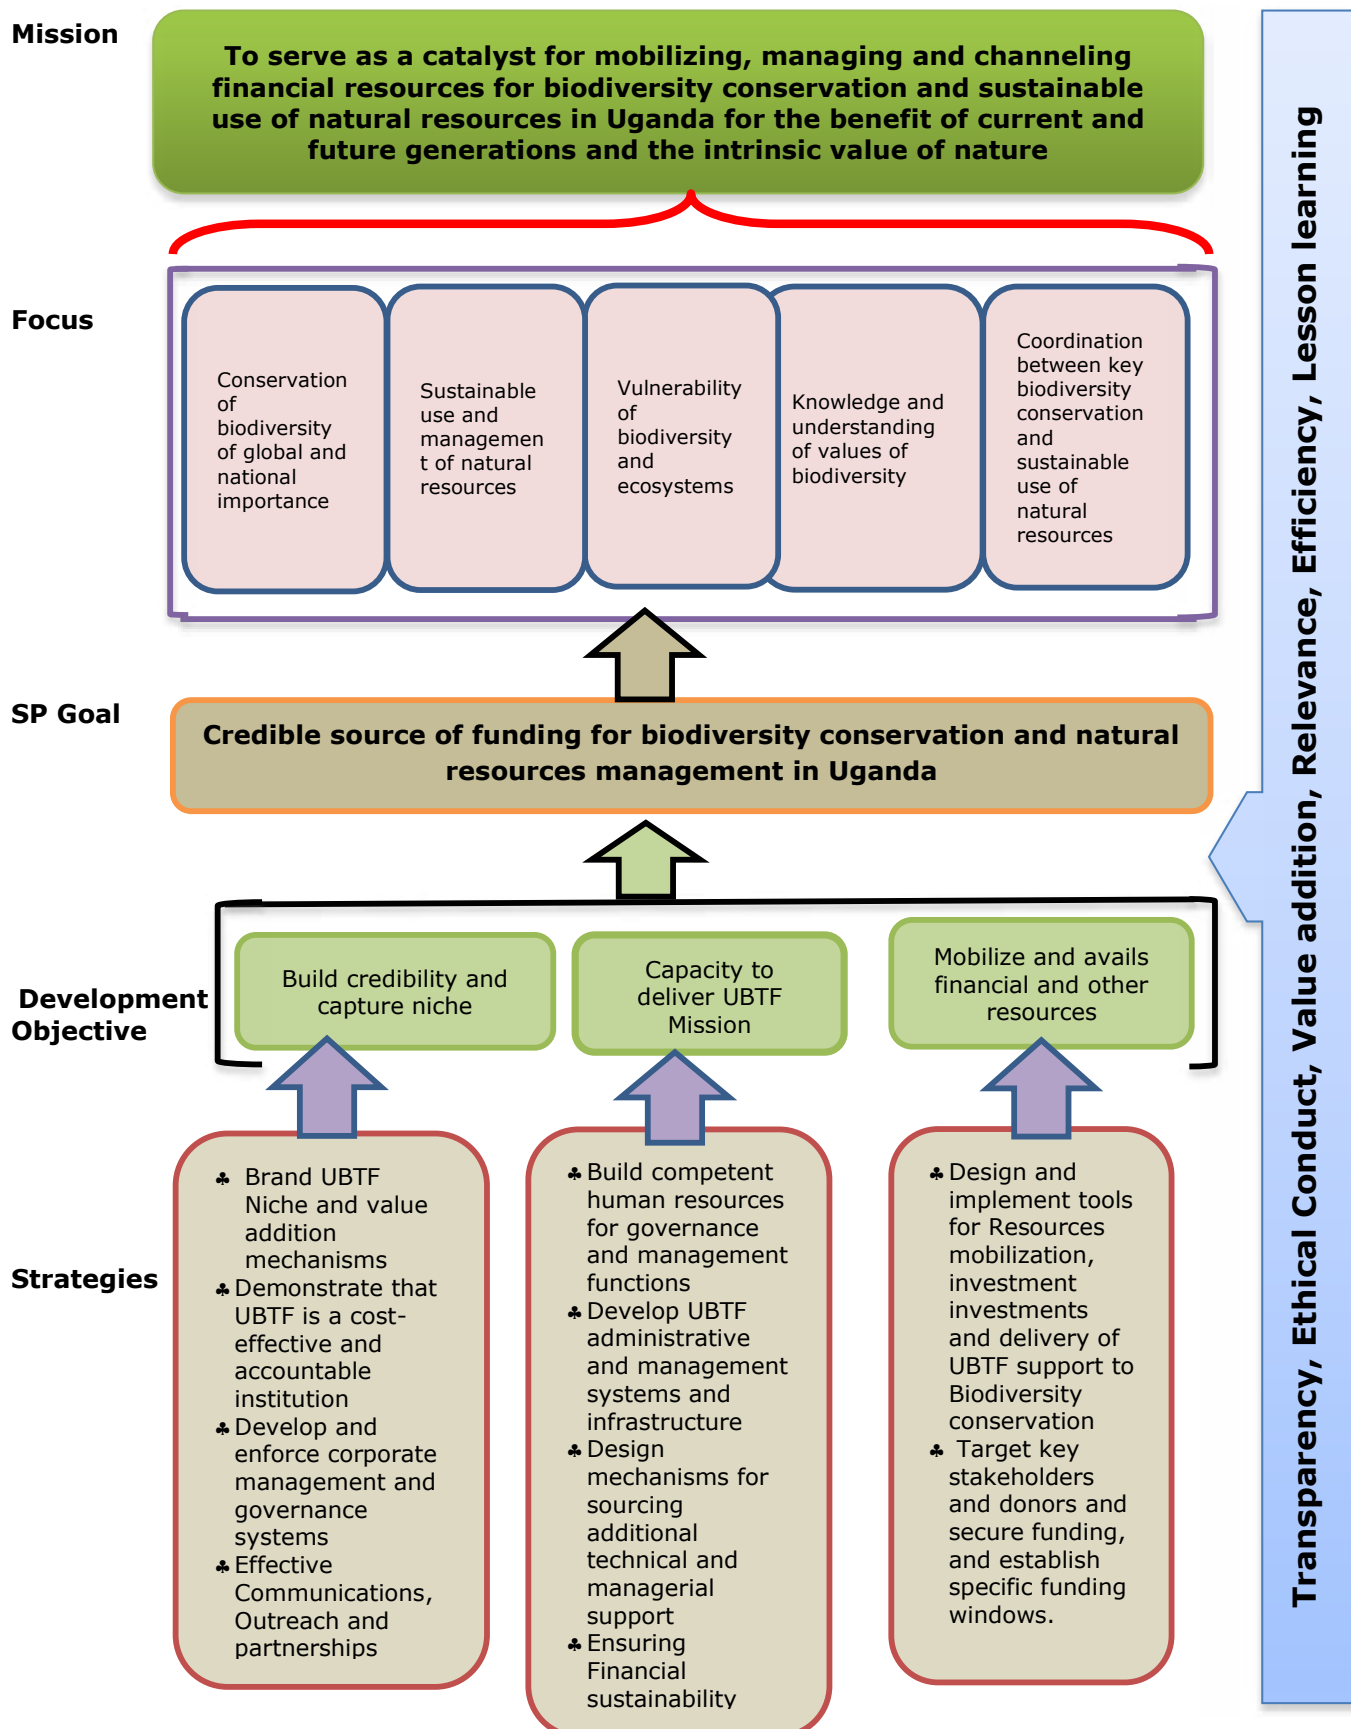 Mission
To serve as a catalyst for mobilizing, managing and channeling
financial resources for biodiversity conservation and sustainable
use of natural resources in Uganda for the benefit of current and
future generations and the intrinsic value of nature
Focus
Conservation
of
biodiversity
of global and
national
importance
Sustainable
use and
managemen
t of natural
resources
Vulnerability
of
biodiversity
and
ecosystems
Knowledge and
understanding
of values of
biodiversity
Coordination
between key
biodiversity
conservation
and
sustainable
use of
natural
resources
SP Goal
Credible source of funding for biodiversity conservation and natural
resources management in Uganda
Development
Objective
Build credibility and
capture niche
Capacity to
deliver UBTF
Mission
Mobilize and avails
financial and other
resources
Strategies
♣ Brand UBTF
Niche and value
addition
mechanisms
♣ Demonstrate that
UBTF is a cost-
effective and
accountable
institution
♣ Develop and
enforce corporate
management and
governance
systems
♣ Effective
Communications,
Outreach and
partnerships
♣ Build competent
human resources
for governance
and management
functions
♣ Develop UBTF
administrative
and management
systems and
infrastructure
♣ Design
mechanisms for
sourcing
additional
technical and
managerial
support
♣ Ensuring
Financial
sustainability
♣ Design and
implement tools
for Resources
mobilization,
investment
investments
and delivery of
UBTF support to
Biodiversity
conservation
♣ Target key
stakeholders
and donors and
secure funding,
and establish
specific funding
windows.
Transparency, Ethical Conduct, Value addition, Relevance, Efficiency, Lesson learning